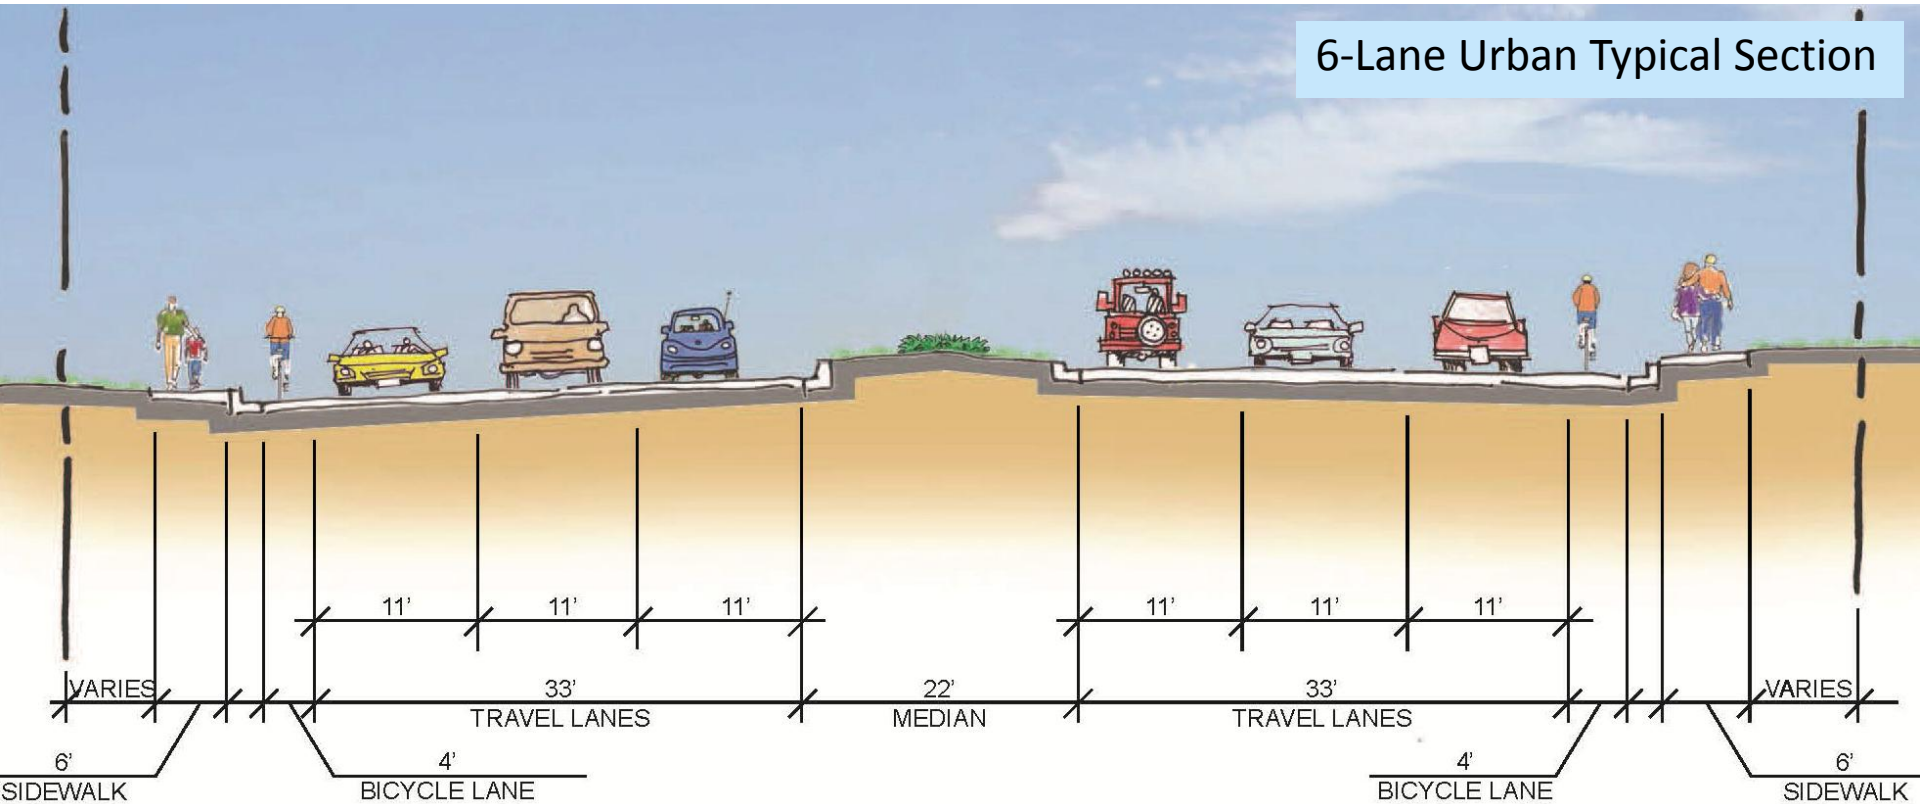 6-Lane Urban Typical Section
11' 11' 11' 11' 11' 11'
VARIES 33' 22' 33' VARIES
TRAVEL LANES MEDIAN TRAVEL LANES
6' 4' 4' 6'
SIDEWALK BICYCLE LANE BICYCLE LANE SIDEWALK